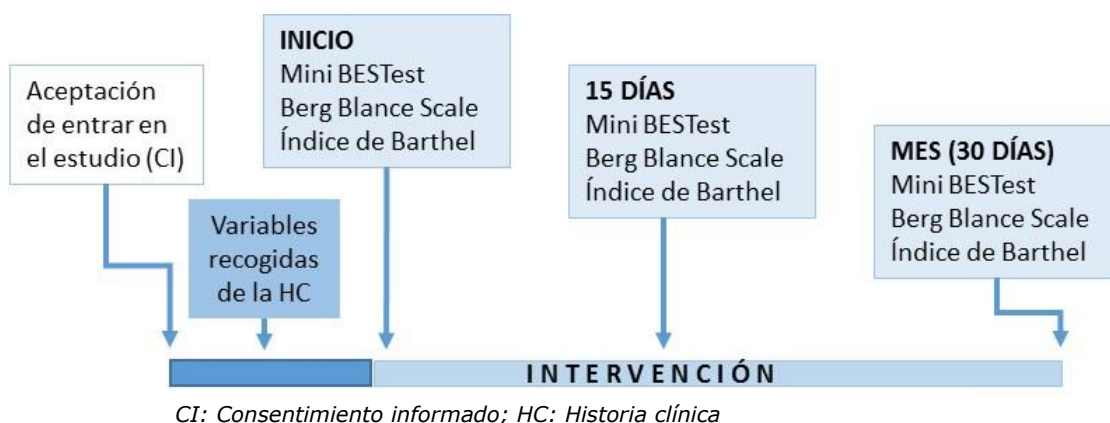 Aceptación
de entrar en
el estudio (CI)
Variables
recogidas
de la HC
INICIO
Mini BESTest
Berg Blance Scale
Índice de Barthel
15 DÍAS
Mini BESTest
Berg Blance Scale
Índice de Barthel
MES (30 DÍAS)
Mini BESTest
Berg Blance Scale
Índice de Barthel
INTERVENCIÓN
CI: Consentimiento informado; HC: Historia clínica